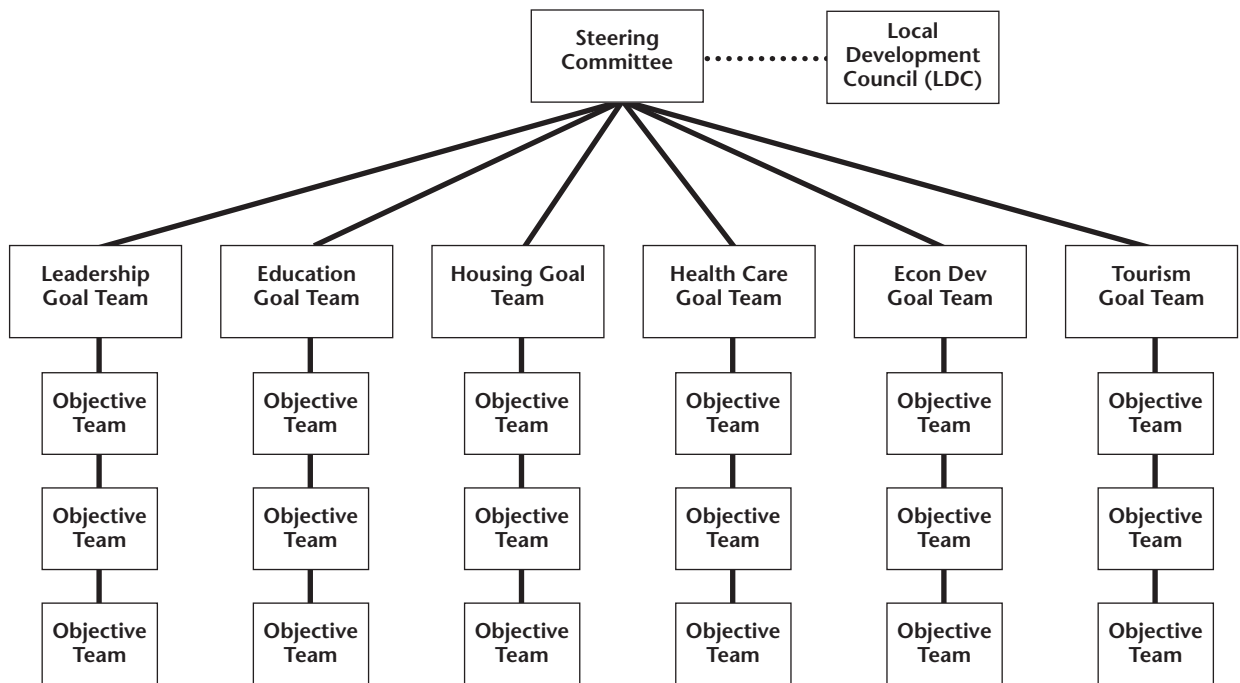 Steering
Committee
Local
Development
Council (LDC)
Leadership
Goal Team
Education
Goal Team
Housing Goal
Team
Health Care
Goal Team
Econ Dev
Goal Team
Tourism
Goal Team
Objective
Team
Objective
Team
Objective
Team
Objective
Team
Objective
Team
Objective
Team
Objective
Team
Objective
Team
Objective
Team
Objective
Team
Objective
Team
Objective
Team
Objective
Team
Objective
Team
Objective
Team
Objective
Team
Objective
Team
Objective
Team